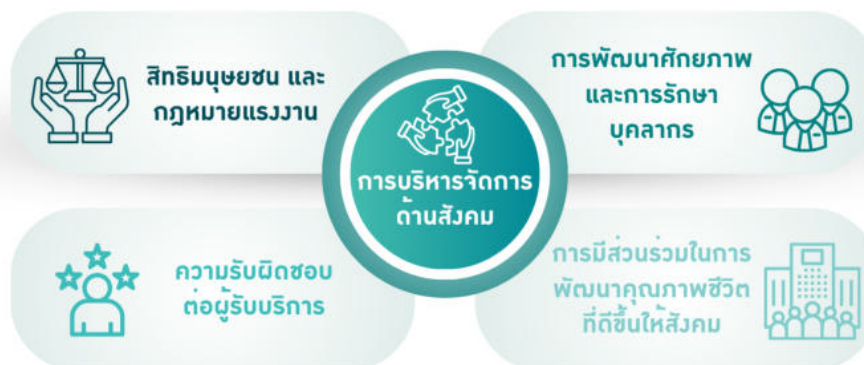 สิทธิมนุษยชน และ
กฎหมายแรงงาน
การพัฒนาศักยภาพ
และการรักษา
บุคลากร
การบริหารจัดการ
ด้านสังคม
ความรับผิดชอบ
ต่อผู้รับบริการ
การมีส่วนร่วมในการ
พัฒนาคุณภาพชีวิต
ที่ดีขึ้นให้สังคม